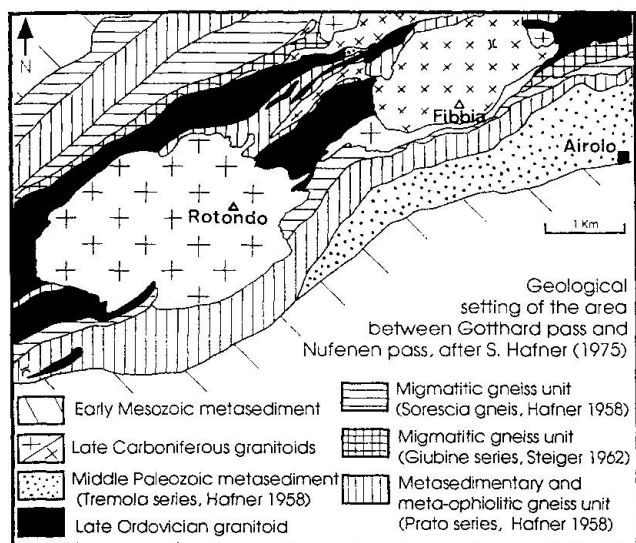 N
Fibbia
Airolo
Rotondo
1 Km
Geological
setting of the area
between Gotthard pass and
Nufenen pass, after S. Hafner (1975)
Early Mesozoic metasediment
Late Carboniferous granitoids
Middle Paleozoic metasediment
(Tremola series, Hafner 1958)
Late Ordovician granitoid
Migmatitic gneiss unit
(Sorescia gneis, Hafner 1958)
Migmatitic gneiss unit
(Giubine series, Steiger 1962)
Metasedimentary and
meta-ophiolitic gneiss unit
(Prato series, Hafner 1958)